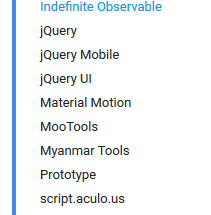 Indefinite Observable
jQuery
jQuery Mobile
jQuery UI
Material Motion
MooTools
Myanmar Tools
Prototype
script.aculo.us